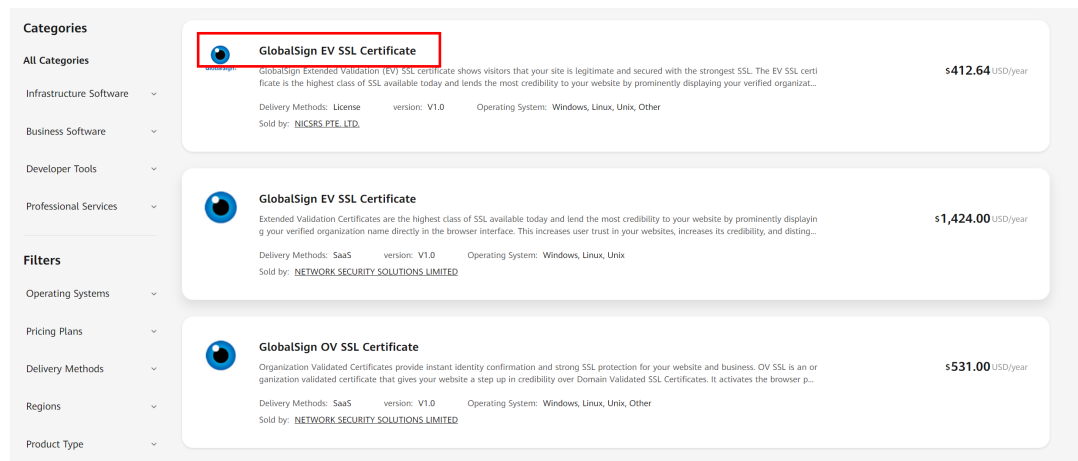 Categories
All Categories
Infrastructure Software
Business Software
Developer Tools
Professional Services
Filters
Operating Systems
Pricing Plans
Delivery Methods
Regions
Product Type
GlobalSign EV SSL Certificate
GlobalSign.
GlobalSign Extended Validation (EV) SSL certificate shows visitors that your site is legitimate and secured with the strongest SSL. The EV SSL certi
ficate is the highest class of SSL available today and lends the most credibility to your website by prominently displaying your verified organizat...
Delivery Methods: License version: V1.0 Operating System: Windows, Linux, Unix, Other
Sold by: NICSRS PTE. LTD.
$412.64 USD/year
GlobalSign EV SSL Certificate
Extended Validation Certificates are the highest class of SSL available today and lend the most credibility to your website by prominently displayin
g your verified organization name directly in the browser interface. This increases user trust in your websites, increases its credibility, and disting...
Delivery Methods: SaaS version: V1.0 Operating System: Windows, Linux, Unix
Sold by: NETWORK SECURITY SOLUTIONS LIMITED
$1,424.00 USD/year
GlobalSign OV SSL Certificate
Organization Validated Certificates provide instant identity confirmation and strong SSL protection for your website and business. OV SSL is an or
ganization validated certificate that gives your website a step up in credibility over Domain Validated SSL Certificates. It activates the browser p...
Delivery Methods: SaaS version: V1.0 Operating System: Windows, Linux, Unix, Other
Sold by: NETWORK SECURITY SOLUTIONS LIMITED
$531.00 USD/year